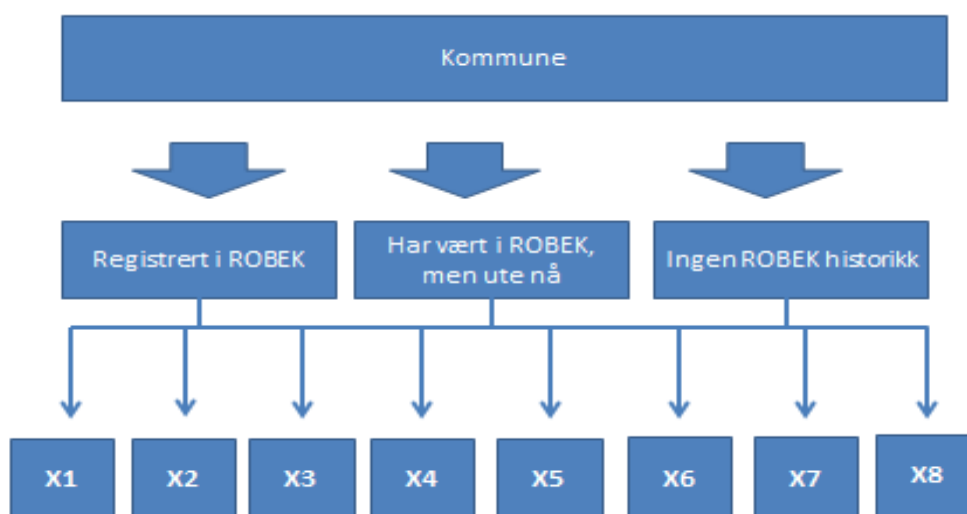 Kommune
Registrert i ROBEK
Har vært i ROBEK,
men ute nå
Ingen ROBEK historikk
X1
X2
X3
X4
X5
X6
X7
X8